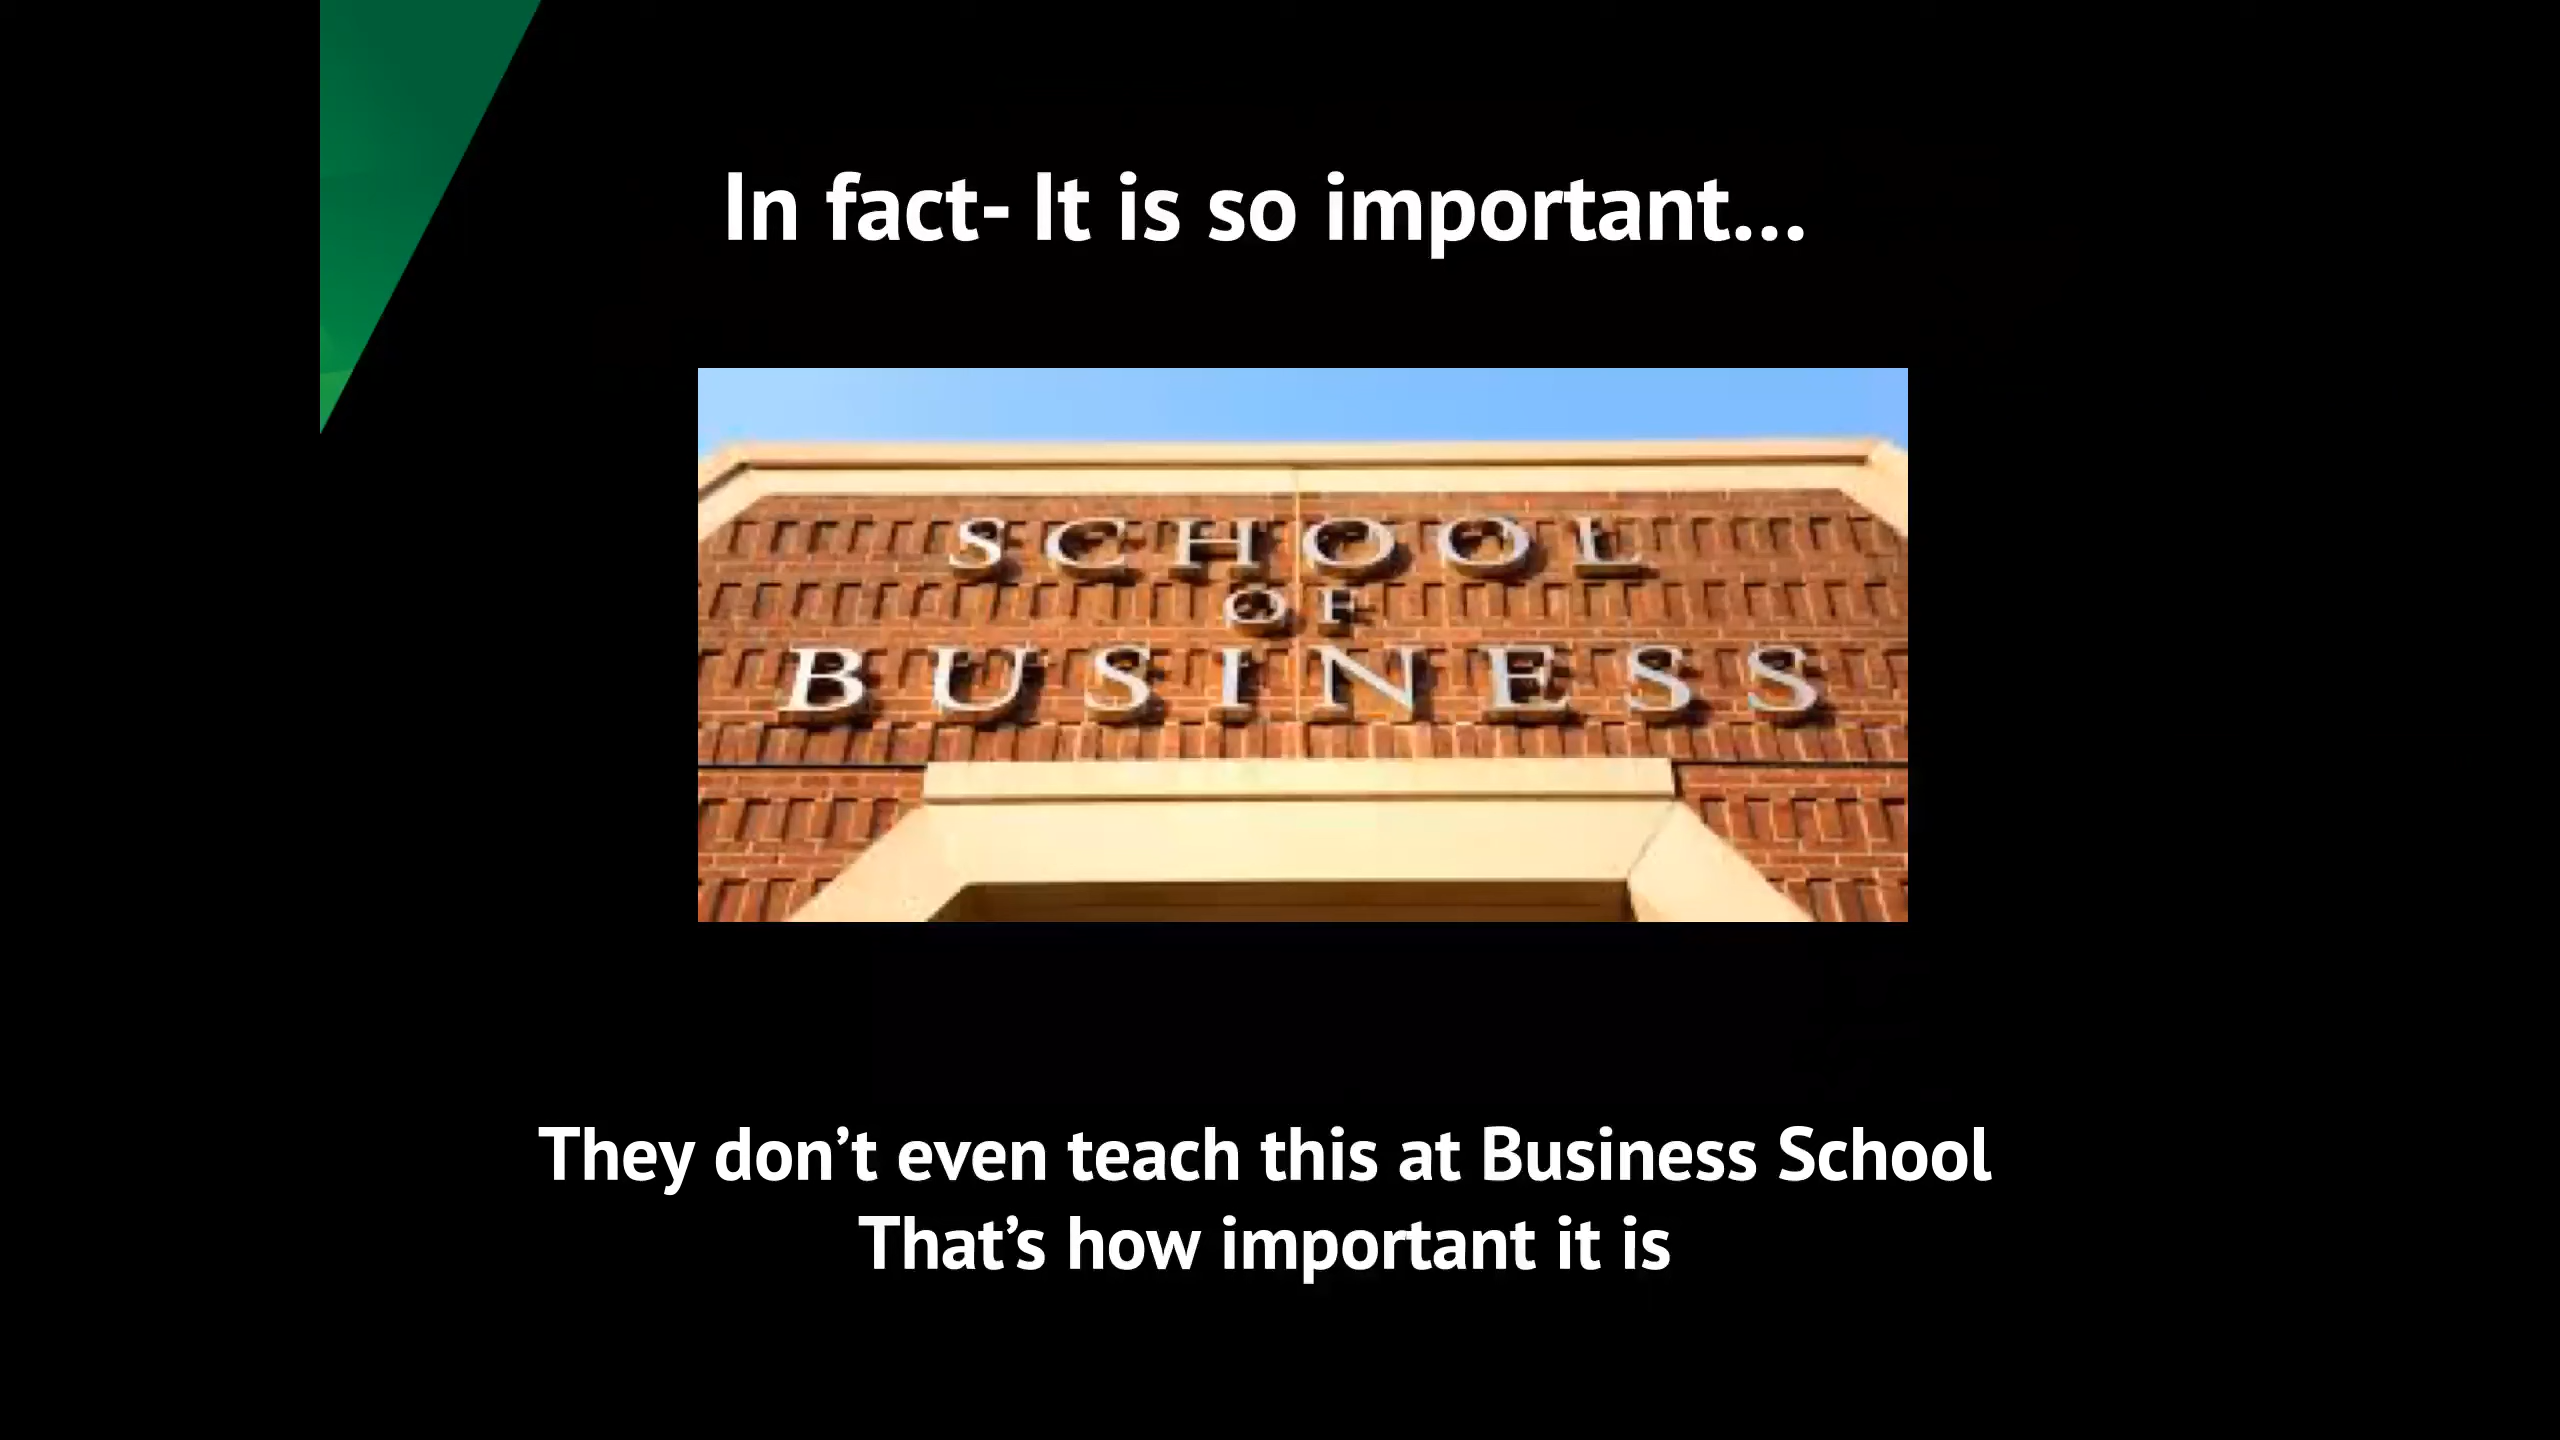 In fact- It is so important...
SCHOOL
OF
BUSINESS
They don’t even teach this at Business School
That’s how important it is